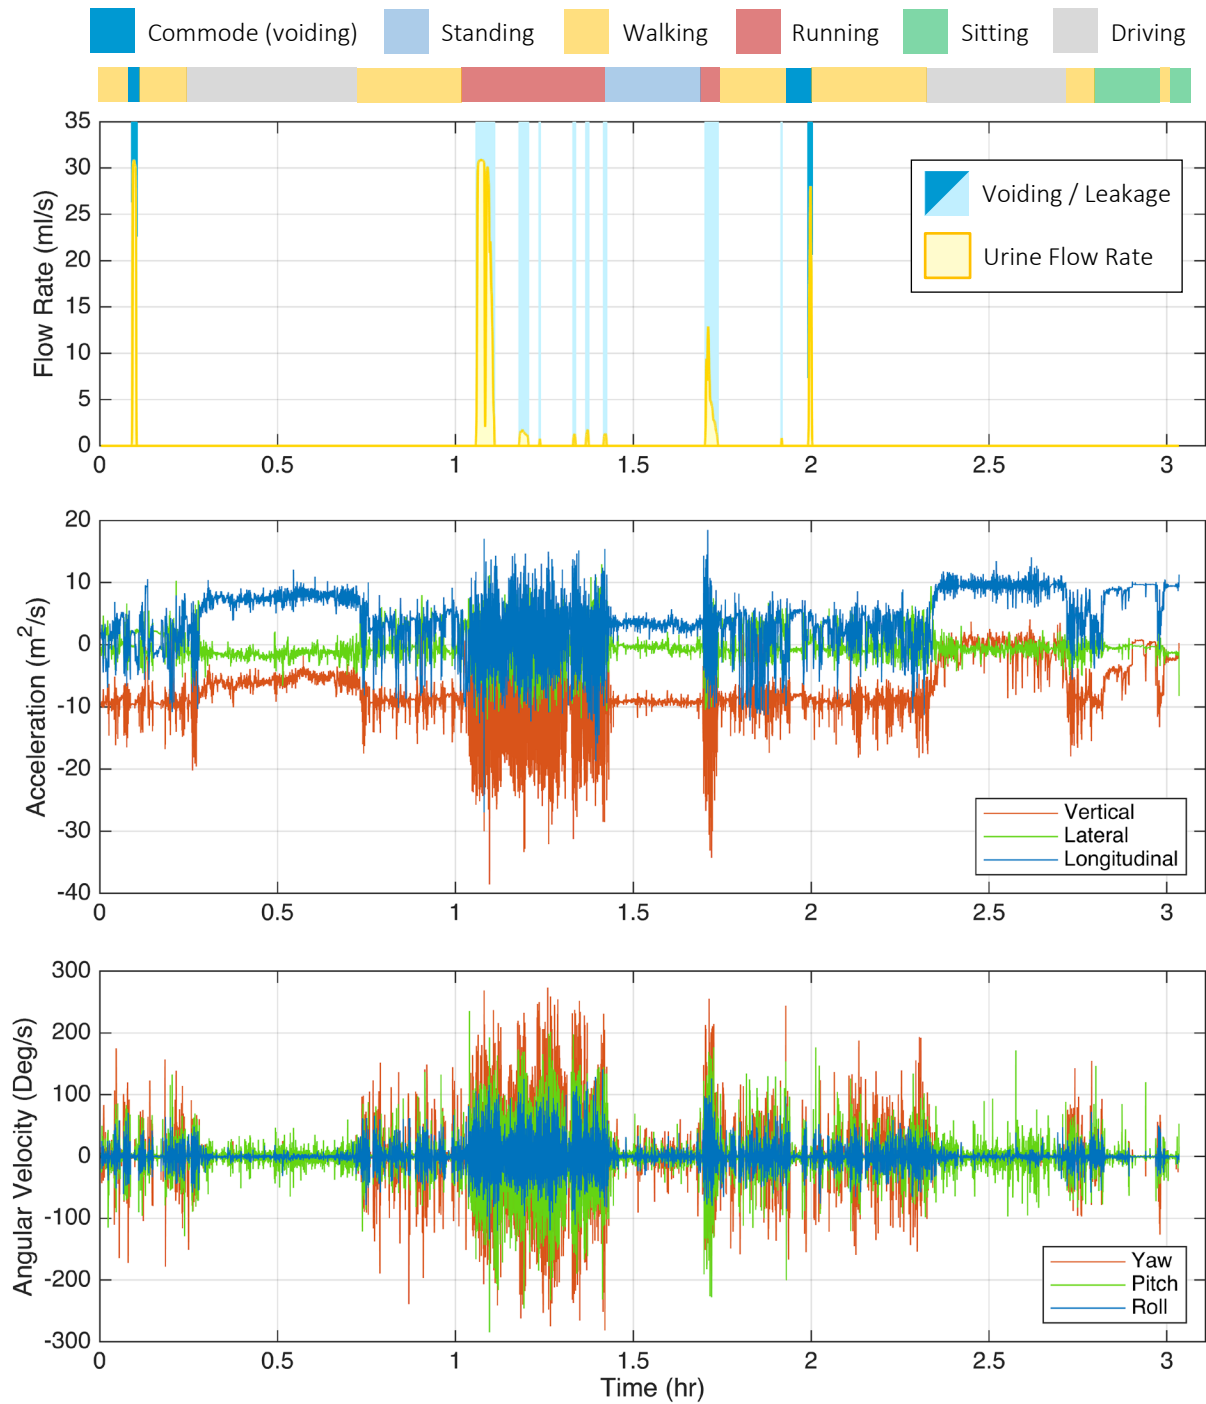 Commode (voiding) Standing Walking Running Sitting Driving
35
30
25
20
15
10
5
0
Flow Rate (ml/s)
Voiding / Leakage
Urine Flow Rate
0 0.5 1 1.5 2 2.5 3
20
10
0
-10
-20
-30
-40
Acceleration (m²/s)
Vertical
Lateral
Longitudinal
0 0.5 1 1.5 2 2.5 3
300
200
100
0
-100
-200
-300
Angular Velocity (Deg/s)
Yaw
Pitch
Roll
0 0.5 1 1.5 2 2.5 3
Time (hr)